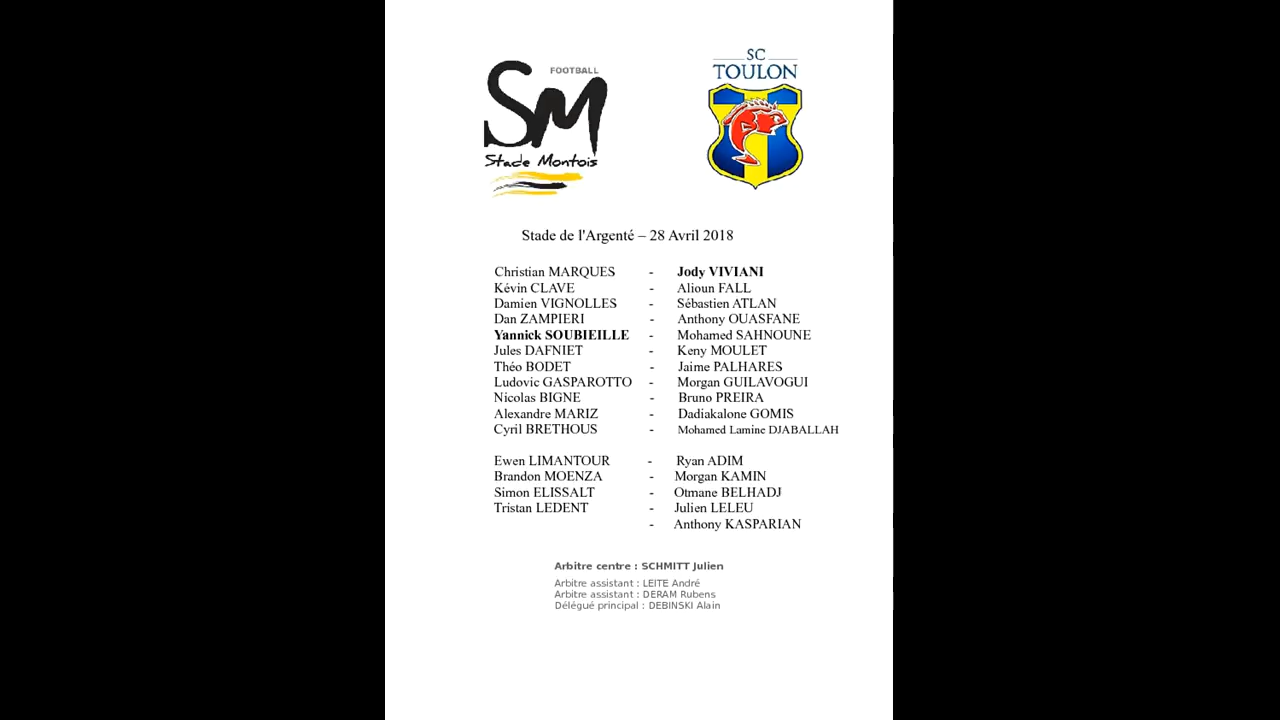 FOOTBALL
SM
Stade Montois
SC
TOULON
Stade de l'Argenté – 28 Avril 2018
Christian MARQUES - Jody VIVIANI
Kévin CLAVE - Alioun FALL
Damien VIGNOLLES - Sébastien ATLAN
Dan ZAMPIERI - Anthony OUASFANE
Yannick SOUBIEILLE - Mohamed SAHNOUNE
Jules DAFNIET - Keny MOULET
Théo BODET - Jaime PALHARES
Ludovic GASPAROTTO - Morgan GUILAVOGUI
Nicolas BIGNE - Bruno PREIRA
Alexandre MARIZ - Dadiakalone GOMIS
Cyril BRETHOUS - Mohamed Lamine DJABALLAH
Ewen LIMANTOUR - Ryan ADIM
Brandon MOENZA - Morgan KAMIN
Simon ELISSALT - Otmane BELHADJ
Tristan LEDENT - Julien LELEU
- Anthony KASPARIAN
Arbitre centre : SCHMITT Julien
Arbitre assistant : LEITE André
Arbitre assistant : DERAM Rubens
Délégué principal : DEBINSKI Alain